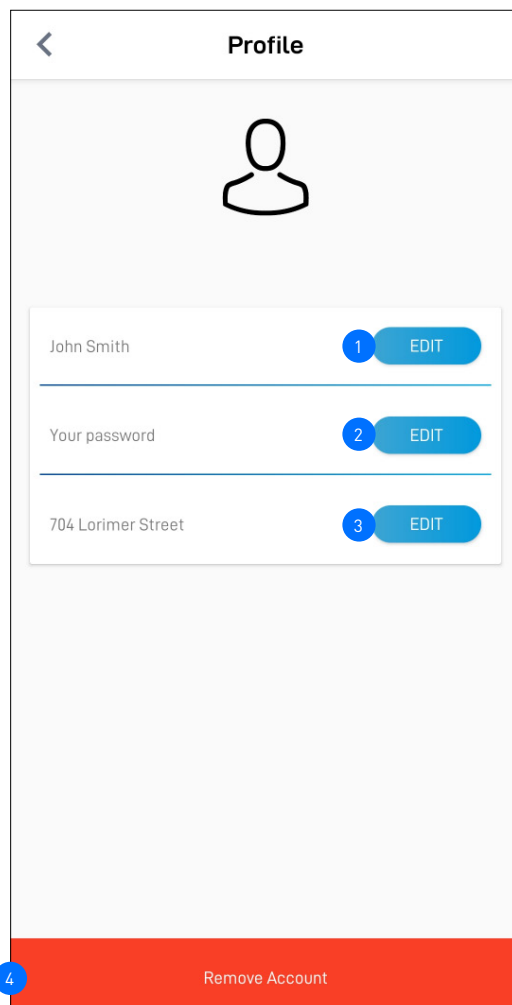 Profile
John Smith 1 EDIT
Your password 2 EDIT
704 Lorimer Street 3 EDIT
4 Remove Account